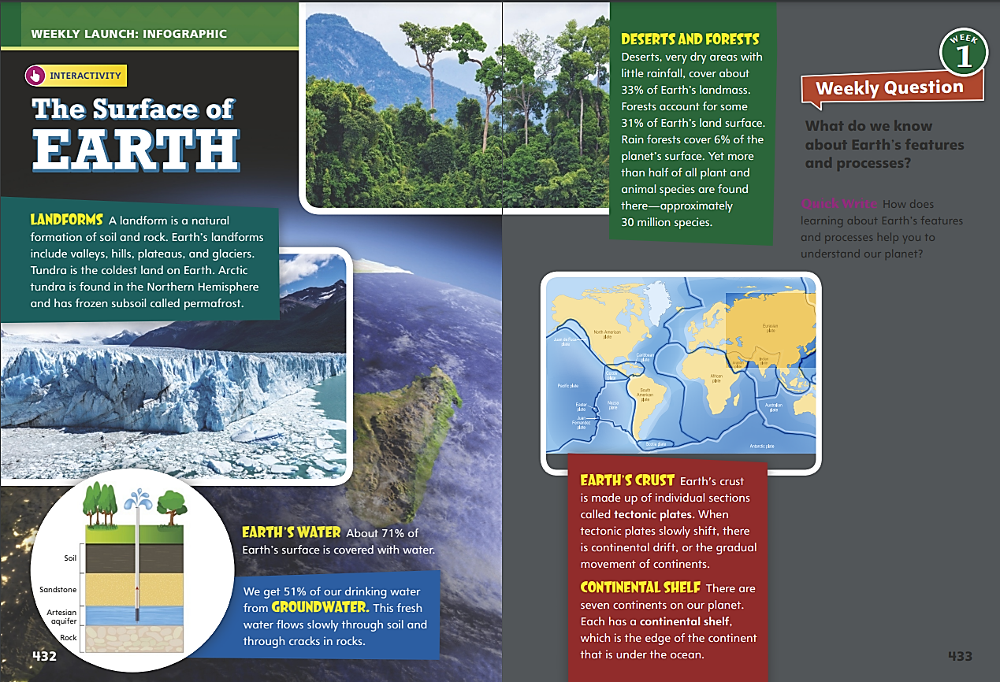 WEEKLY LAUNCH: INFOGRAPHIC
INTERACTIVITY
The Surface of
EARTH
LANDFORMS A landform is a natural
formation of soil and rock. Earth's landforms
include valleys, hills, plateaus, and glaciers.
Tundra is the coldest land on Earth. Arctic
tundra is found in the Northern Hemisphere
and has frozen subsoil called permafrost.
Soil
Sandstone
Artesian
aquifer
Rock
EARTH'S WATER About 71% of
Earth's surface is covered with water.
We get 51% of our drinking water
from GROUNDWATER. This fresh
water flows slowly through soil and
through cracks in rocks.
432
DESERTS AND FORESTS
Deserts, very dry areas with
little rainfall, cover about
33% of Earth's landmass.
Forests account for some
31% of Earth's land surface.
Rain forests cover 6% of the
planet's surface. Yet more
than half of all plant and
animal species are found
there—approximately
30 million species.
WEEK
1
Weekly Question
What do we know
about Earth's features
and processes?
Quick Write How does
learning about Earth's features
and processes help you to
understand our planet?
North American
plate
Juan de Fuca
plate
Caribbean
plate
Cocos
plate
Pacific plate
Nazca
plate
South
American
plate
Easter
plate
Juan
Fernandez
plate
Scotia plate
African
plate
Eurasian
plate
Arabian
plate
Indian
plate
Australian
plate
Antarctic plate
EARTH'S CRUST Earth's crust
is made up of individual sections
called tectonic plates. When
tectonic plates slowly shift, there
is continental drift, or the gradual
movement of continents.
CONTINENTAL SHELF There are
seven continents on our planet.
Each has a continental shelf,
which is the edge of the continent
that is under the ocean.
433